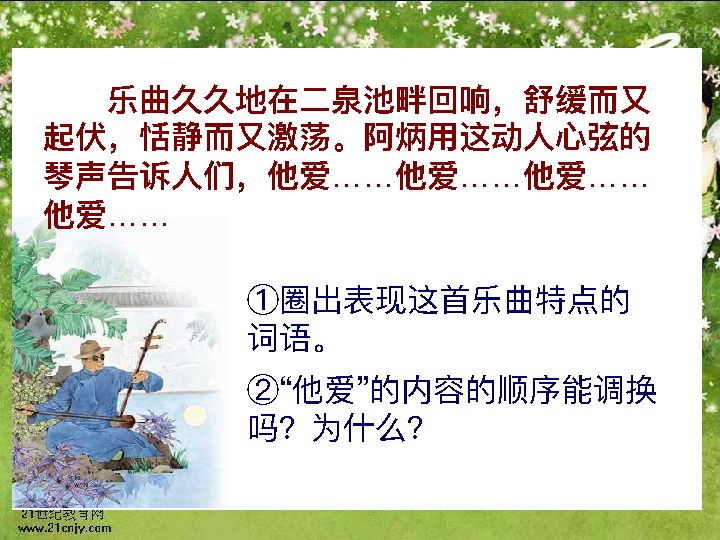 乐曲久久地在二泉池畔回响，舒缓而又
起伏，恬静而又激荡。阿炳用这动人心弦的
琴声告诉人们，他爱……他爱……他爱……
他爱……
①圈出表现这首乐曲特点的
词语。
②“他爱”的内容的顺序能调换
吗？为什么？
21世纪教育网
www.21cnjy.com